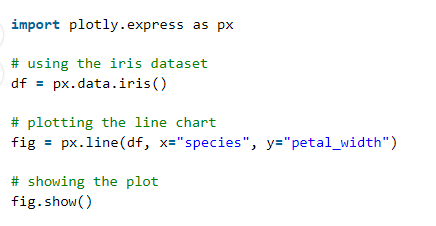 import plotly.express as px
# using the iris dataset
df = px.data.iris()
# plotting the line chart
fig = px.line(df, x="species", y="petal_width")
# showing the plot
fig.show()